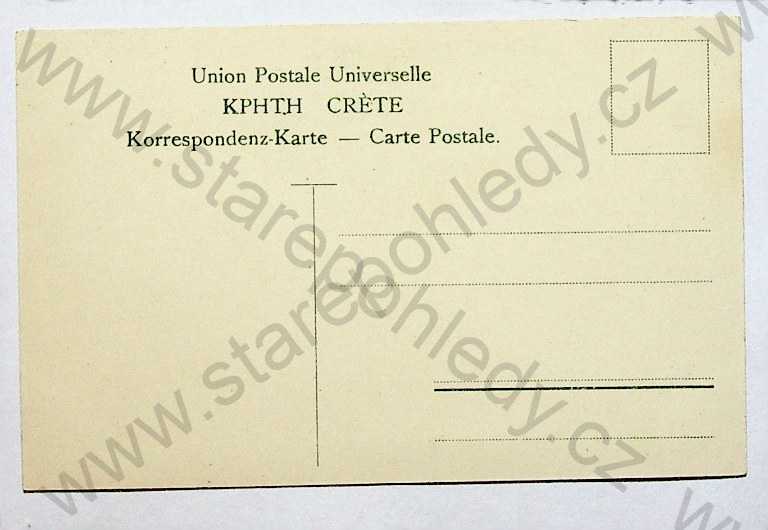 Union Postale Universelle
ΚΡΗΤΗ CRÈTE
Korrespondenz-Karte — Carte Postale.
www.starepohledy.cz
www.starepohledy.cz